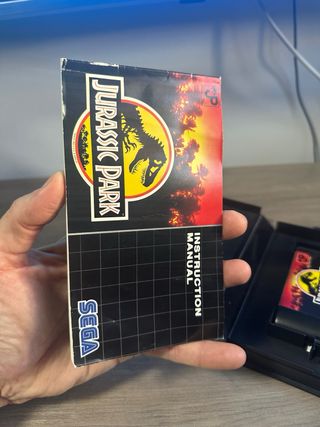 JURASSIC PARK
INSTRUCTION
MANUAL
SEGA